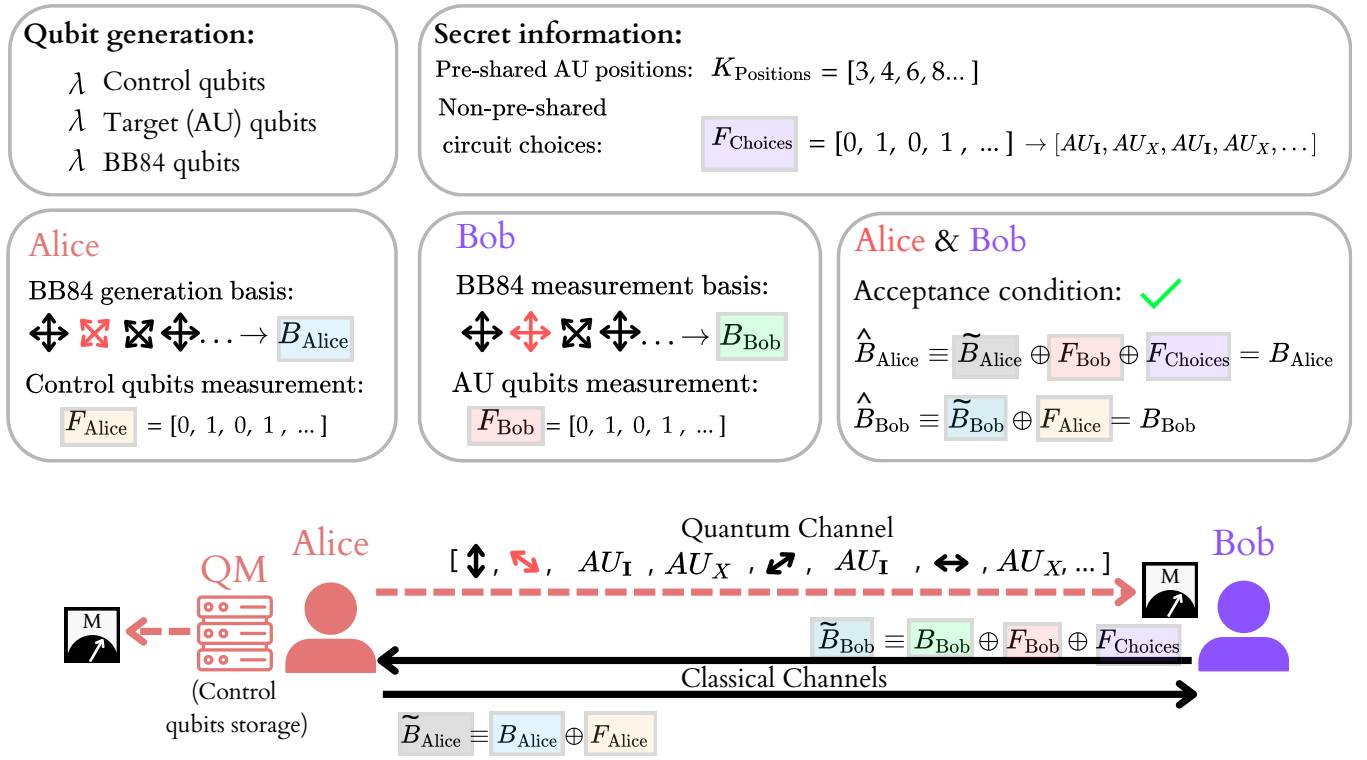 Qubit generation:
λ Control qubits
λ Target (AU) qubits
λ BB84 qubits
Secret information:
Pre-shared AU positions: K_Positions = [3, 4, 6, 8... ]
Non-pre-shared
circuit choices: F_Choices = [0, 1, 0, 1 , ... ] → [AU_I, AU_X, AU_I, AU_X, . . . ]
Alice
BB84 generation basis:
. . . → B_Alice
Control qubits measurement:
F_Alice = [0, 1, 0, 1 , ... ]
Bob
BB84 measurement basis:
. . . → B_Bob
AU qubits measurement:
F_Bob = [0, 1, 0, 1 , ... ]
Alice & Bob
Acceptance condition:
B̂_Alice ≡ B̃_Alice ⊕ F_Bob ⊕ F_Choices = B_Alice
B̂_Bob ≡ B̃_Bob ⊕ F_Alice = B_Bob
Quantum Channel
Alice
Bob
QM
[ , , AU_I , AU_X , , AU_I , , AU_X, ... ]
M
M
B̃_Bob ≡ B_Bob ⊕ F_Bob ⊕ F_Choices
Classical Channels
(Control
qubits storage)
B̃_Alice ≡ B_Alice ⊕ F_Alice